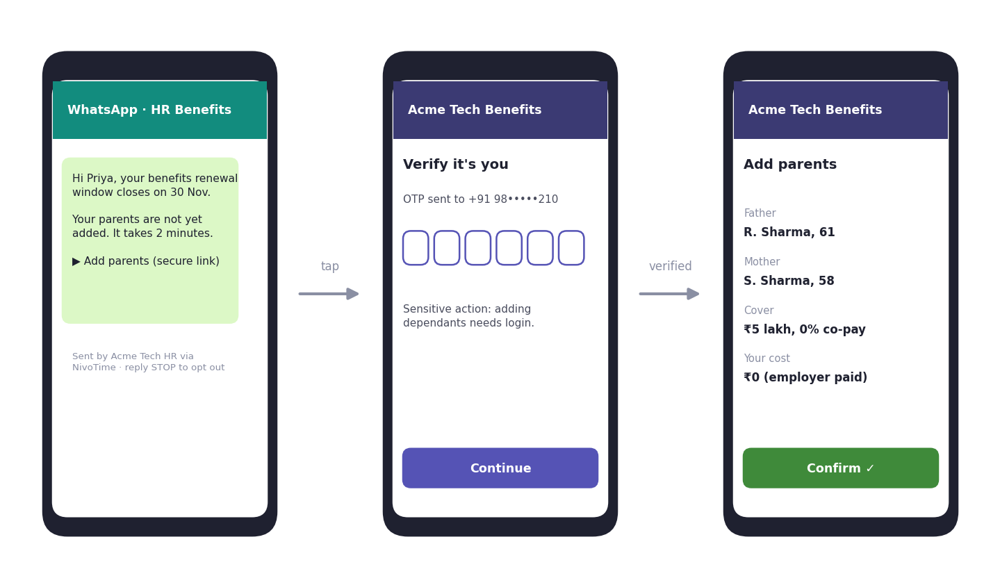 WhatsApp · HR Benefits
Hi Priya, your benefits renewal
window closes on 30 Nov.
Your parents are not yet
added. It takes 2 minutes.
▶ Add parents (secure link)
Sent by Acme Tech HR via
NivoTime · reply STOP to opt out
tap
Acme Tech Benefits
Verify it's you
OTP sent to +91 98•••••210
Sensitive action: adding
dependants needs login.
Continue
verified
Acme Tech Benefits
Add parents
Father
R. Sharma, 61
Mother
S. Sharma, 58
Cover
₹5 lakh, 0% co-pay
Your cost
₹0 (employer paid)
Confirm ✓